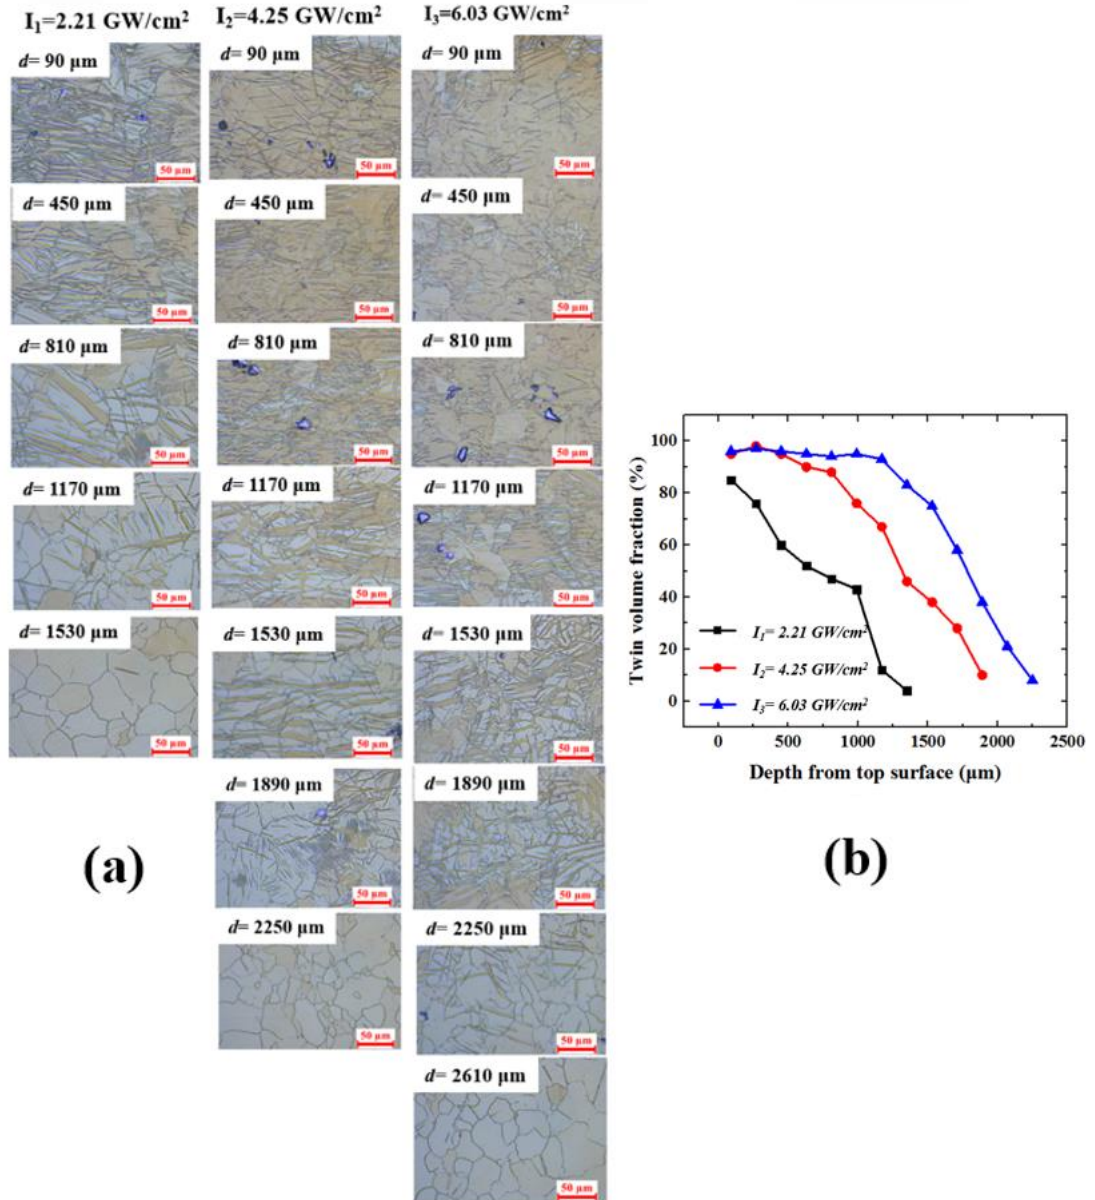 I₁=2.21 GW/cm²
I₂=4.25 GW/cm²
I₃=6.03 GW/cm²
d= 90 μm
50 μm
d= 90 μm
50 μm
d= 90 μm
50 μm
d= 450 μm
50 μm
d= 450 μm
50 μm
d= 450 μm
50 μm
d= 810 μm
50 μm
d= 810 μm
50 μm
d= 810 μm
50 μm
d= 1170 μm
50 μm
d= 1170 μm
50 μm
d= 1170 μm
50 μm
d= 1530 μm
50 μm
d= 1530 μm
50 μm
d= 1530 μm
50 μm
d= 1890 μm
50 μm
d= 1890 μm
50 μm
d= 2250 μm
50 μm
d= 2250 μm
50 μm
d= 2610 μm
50 μm
(a)
Twin volume fraction (%)
100
80
60
40
20
0
I₁= 2.21 GW/cm²
I₂= 4.25 GW/cm²
I₃= 6.03 GW/cm²
0 500 1000 1500 2000 2500
Depth from top surface (μm)
(b)